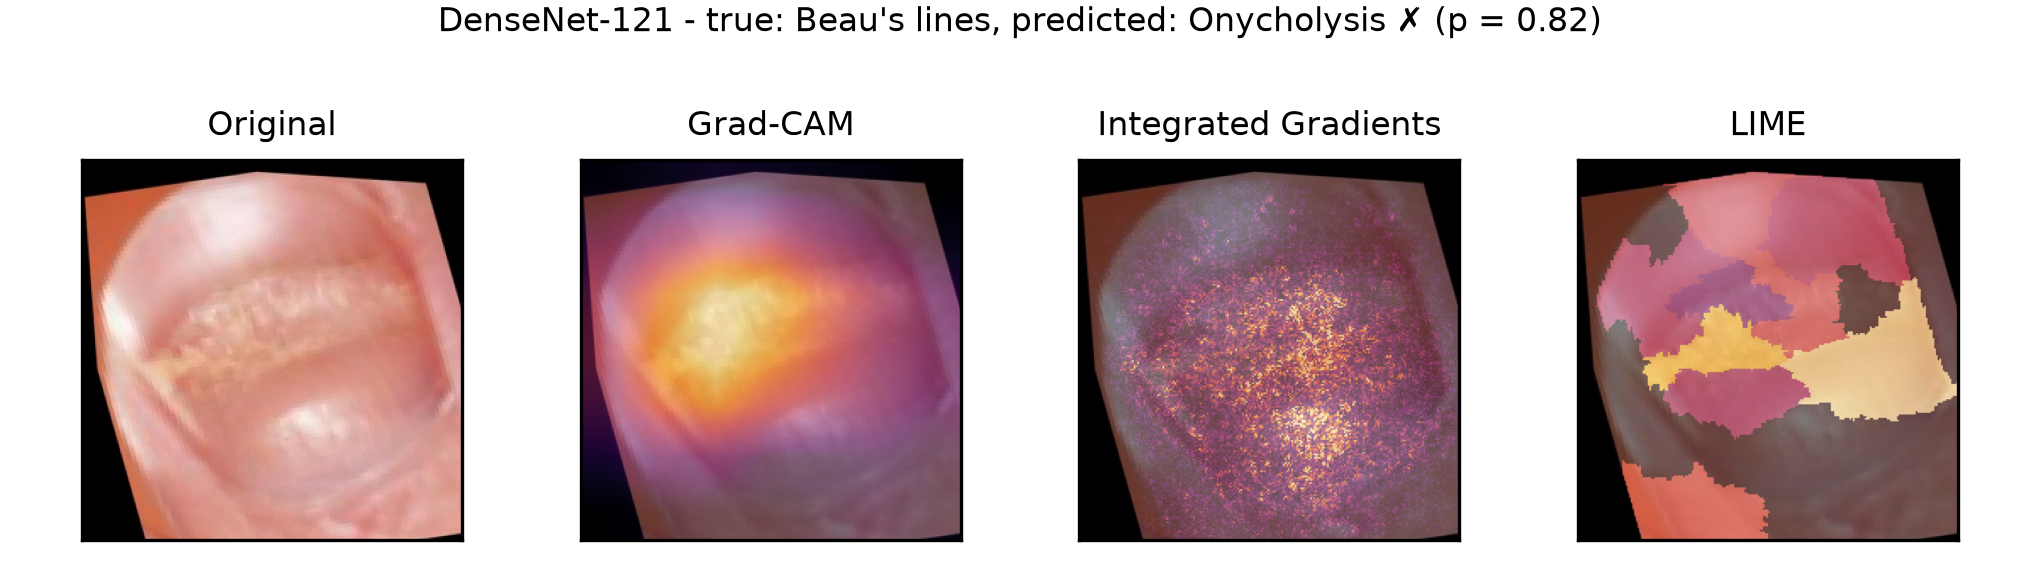 DenseNet-121 - true: Beau's lines, predicted: Onycholysis ✗ (p = 0.82)
Original
Grad-CAM
Integrated Gradients
LIME